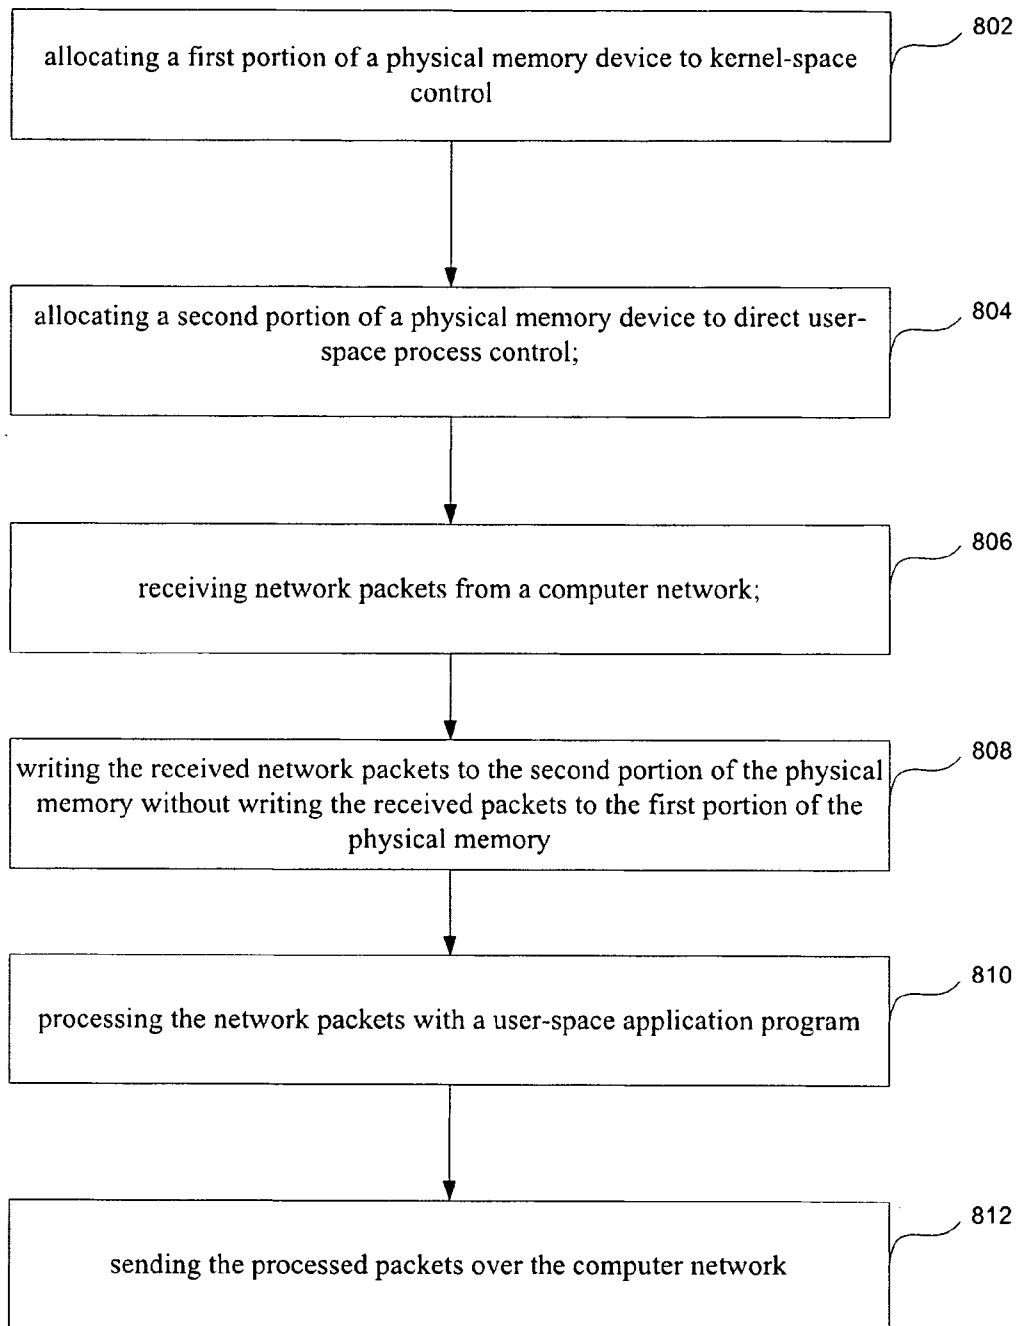 802
allocating a first portion of a physical memory device to kernel-space
control
804
allocating a second portion of a physical memory device to direct user-
space process control;
806
receiving network packets from a computer network;
808
writing the received network packets to the second portion of the physical
memory without writing the received packets to the first portion of the
physical memory
810
processing the network packets with a user-space application program
812
sending the processed packets over the computer network